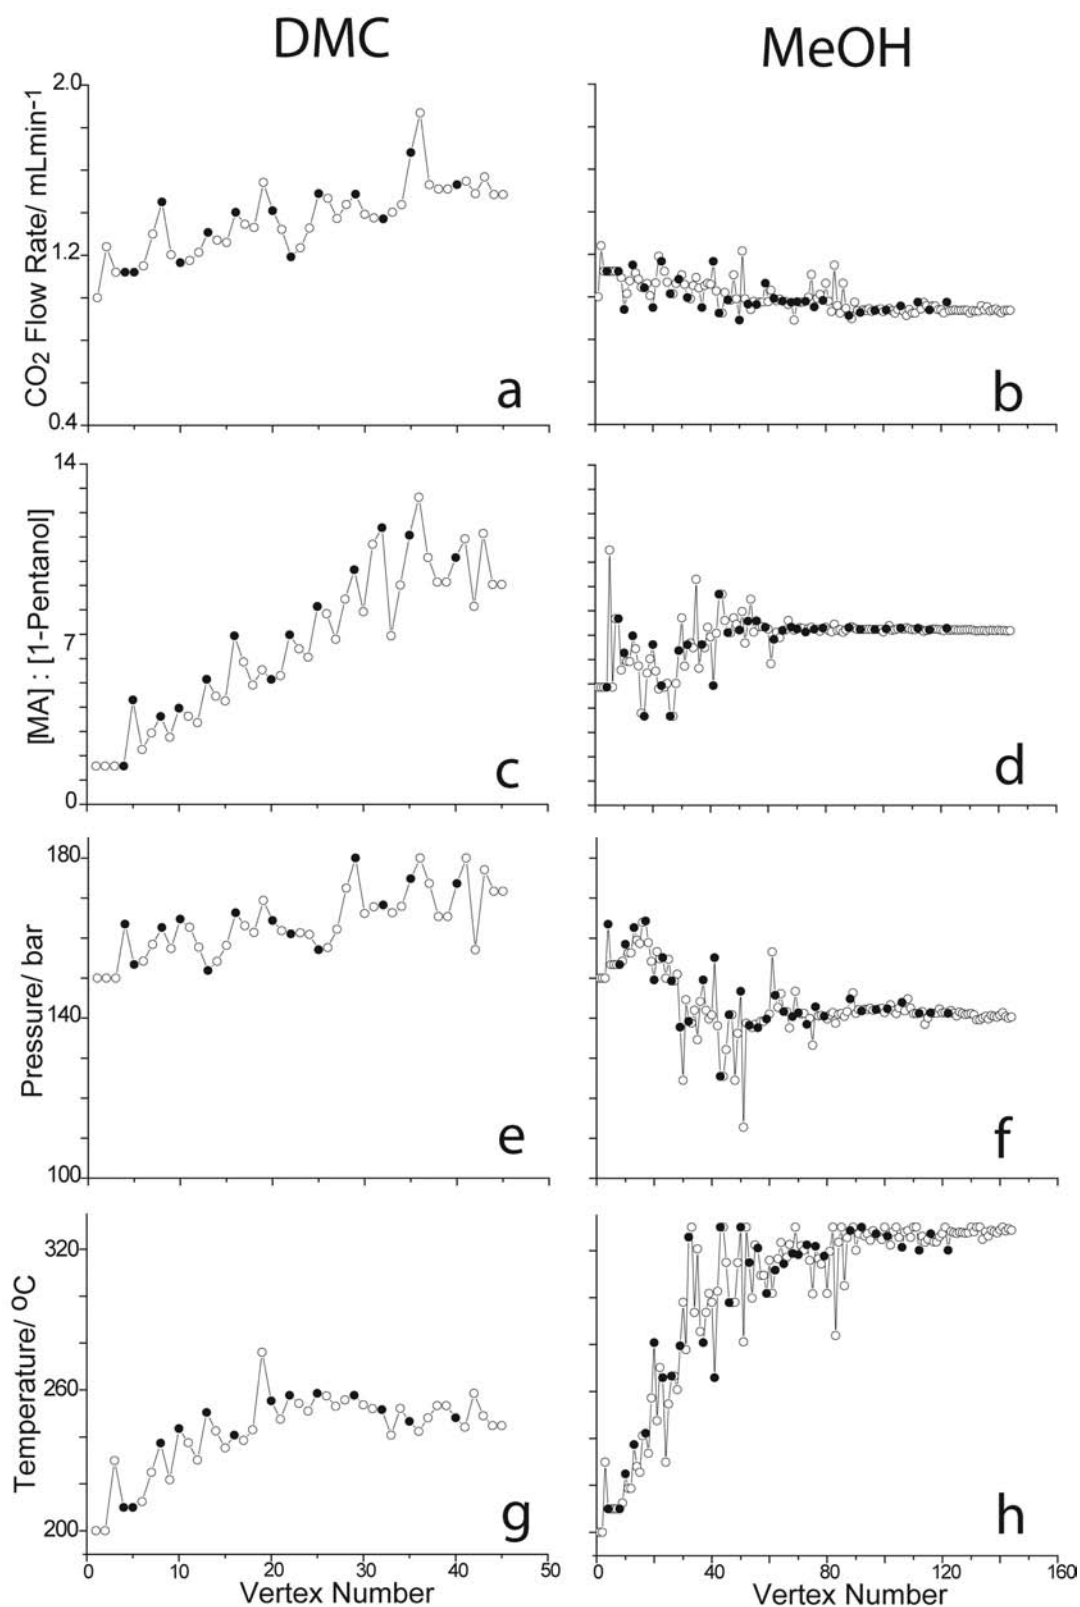 DMC MeOH
CO2 Flow Rate/ mLmin-1
2.0
1.2
0.4
a b
[MA] : [1-Pentanol]
14
7
0
c d
Pressure/ bar
180
140
100
e f
Temperature/ ºC
320
260
200
g h
0 10 20 30 40 50 0 40 80 120 160
Vertex Number Vertex Number